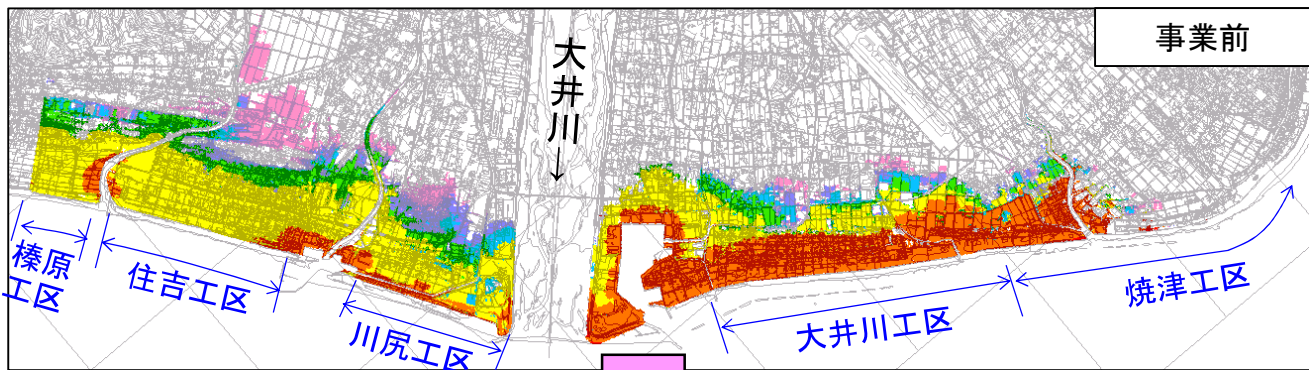 事業前
大井川→
榛原
工区
住吉工区
川尻工区
大井川工区
焼津工区